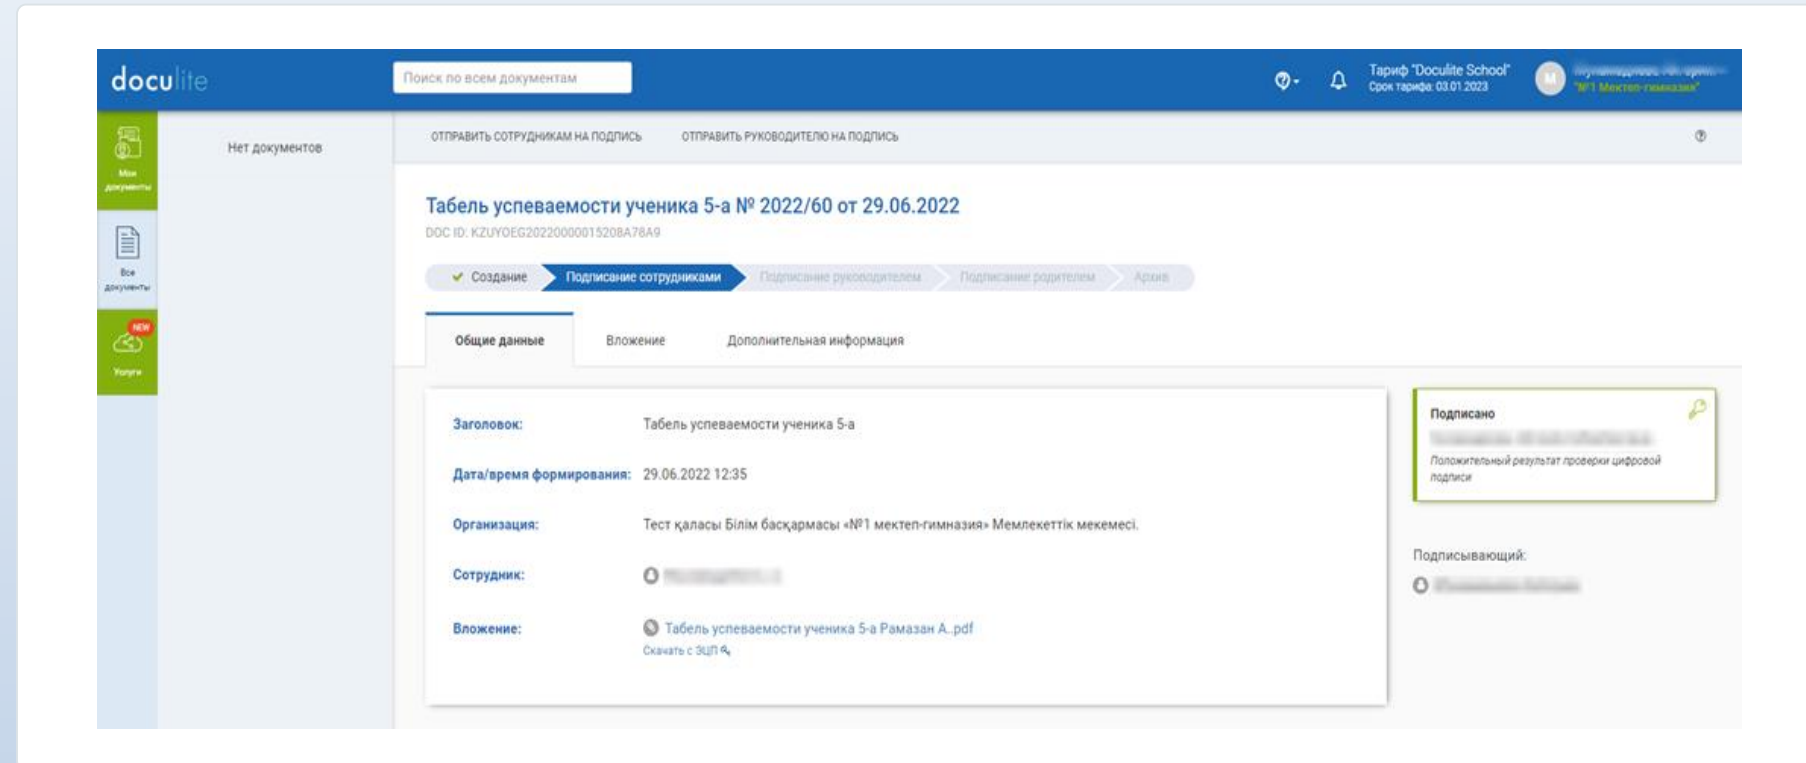 doculite
Поиск по всем документам
Тариф "Doculite School"
Срок тарифа: 03.01.2023
М
"№1 Мектеп-гимназия"
Мои
документы
Все
документы
NEW
Услуги
Нет документов
ОТПРАВИТЬ СОТРУДНИКАМ НА ПОДПИСЬ
ОТПРАВИТЬ РУКОВОДИТЕЛЮ НА ПОДПИСЬ
Табель успеваемости ученика 5-а № 2022/60 от 29.06.2022
DOC ID: KZUYOEG20220000015208A78A9
Создание
Подписание сотрудниками
Подписание руководителем
Подписание родителем
Архив
Общие данные
Вложение
Дополнительная информация
Заголовок: Табель успеваемости ученика 5-а
Дата/время формирования: 29.06.2022 12:35
Организация: Тест қаласы Білім басқармасы «№1 мектеп-гимназия» Мемлекеттік мекемесі.
Сотрудник:
Вложение: Табель успеваемости ученика 5-а Рамазан А..pdf
Скачать с ЭЦП
Подписано
Положительный результат проверки цифровой
подписи
Подписывающий: